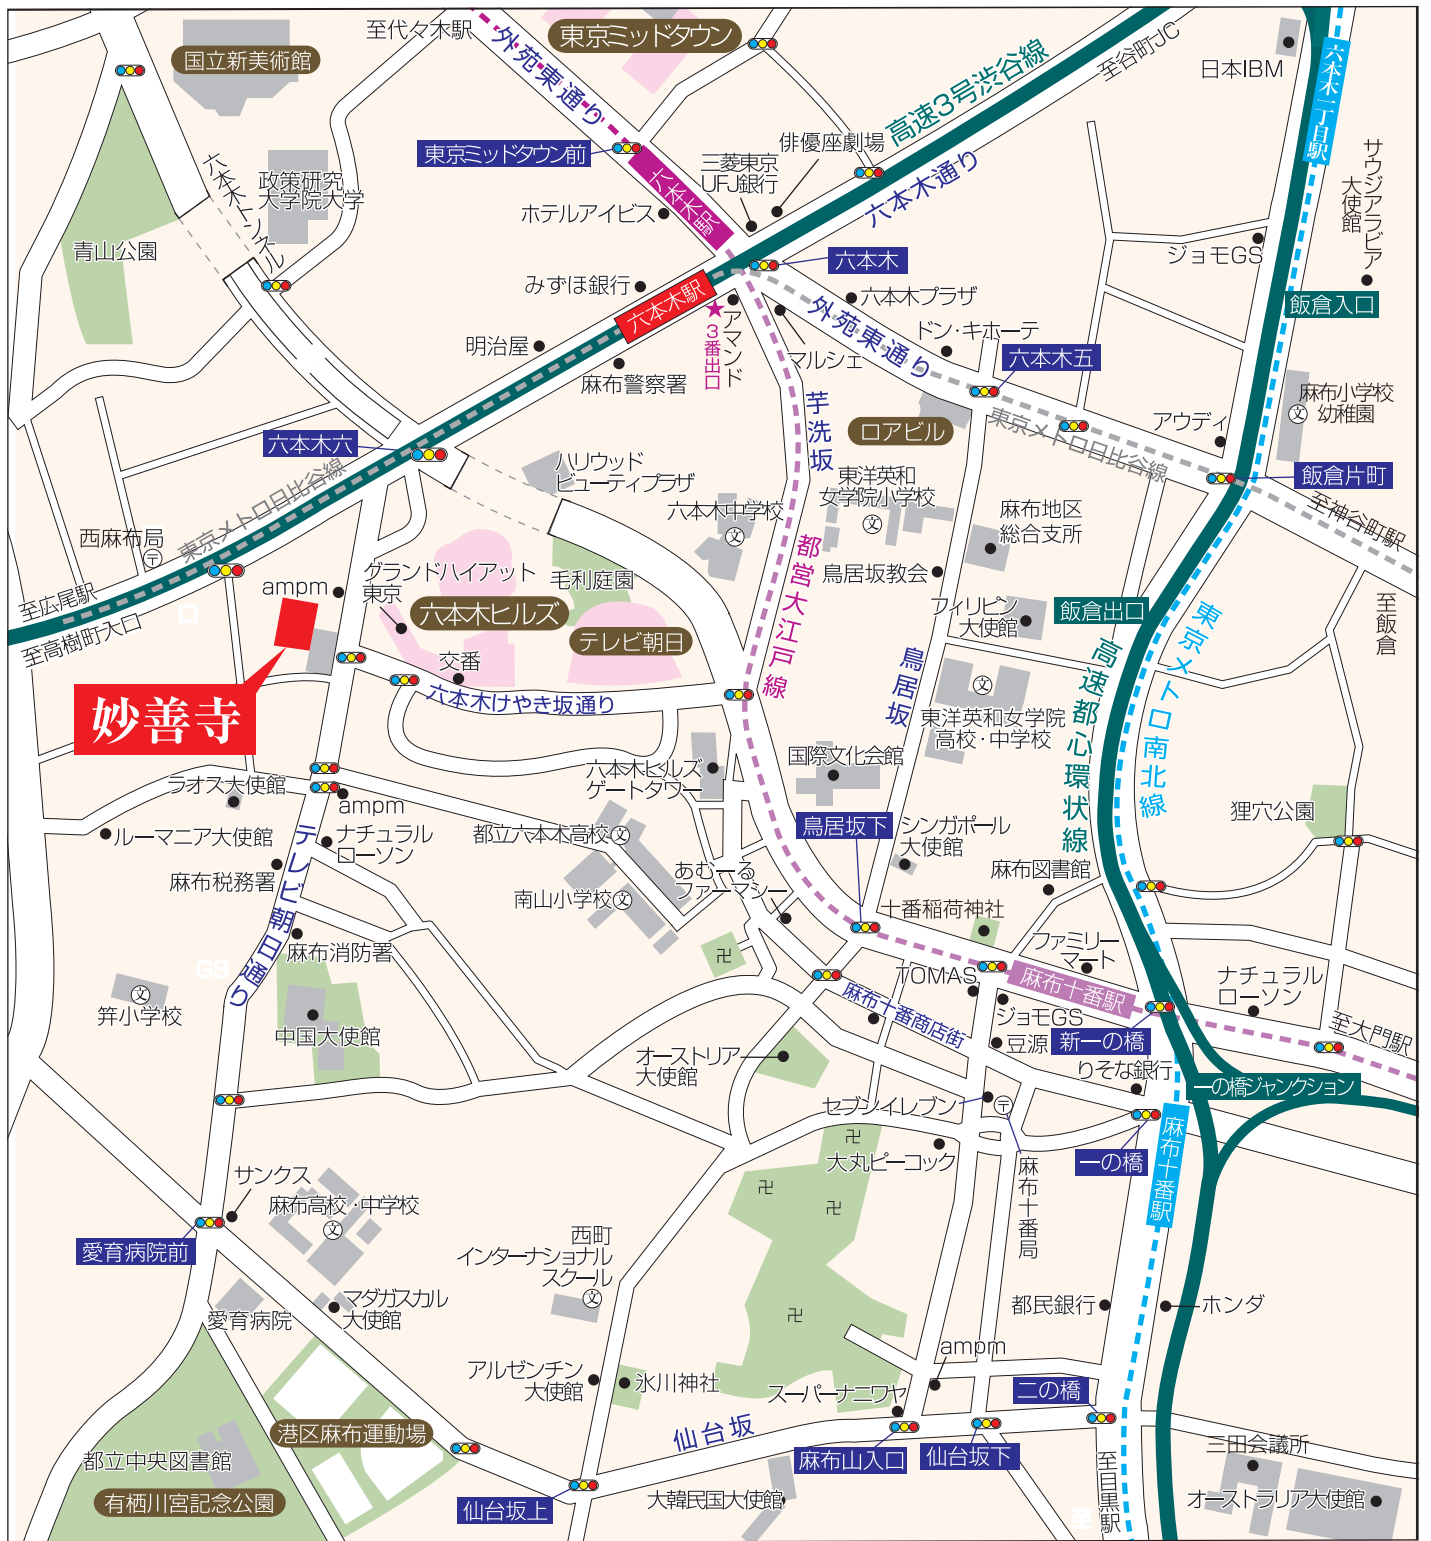 至代々木駅
東京ミッドタウン
国立新美術館
外苑東通り
高速3号渋谷線
至谷町JC
日本IBM
六本木一丁目駅
東京ミッドタウン前
俳優座劇場
三菱東京
UFJ銀行
六本木駅
六本木通り
サウジアラビア
大使館
六本木トンネル
政策研究
大学院大学
ホテルアイビス
青山公園
ジョモGS
六本木
みずほ銀行
六本木駅
六本木プラザ
飯倉入口
3番出口
アマンド
外苑東通り
ドン・キホーテ
明治屋
マルシェ
六本木五
麻布警察署
麻布小学校
幼稚園
文
芋洗坂
ロアビル
東京メトロ日比谷線
アウディ
六本木六
ハリウッド
ビューティプラザ
東洋英和
女学院小学校
文
飯倉片町
東京メトロ日比谷線
六本木中学校
文
麻布地区
総合支所
至神谷町駅
西麻布局
〒
都営大江戸線
ampm
グランドハイアット
東京
毛利庭園
鳥居坂教会
至広尾駅
六本木ヒルズ
フィリピン
大使館
飯倉出口
東京メトロ南北線
至飯倉
至高樹町入口
テレビ朝日
交番
鳥居坂
高速都心環状線
妙善寺
六本木けやき坂通り
文
東洋英和女学院
高校・中学校
国際文化会館
六本木ヒルズ
ゲートタワー
ラオス大使館
ampm
狸穴公園
ルーマニア大使館
ナチュラル
ローソン
都立六本木高校
文
鳥居坂下
シンガポール
大使館
麻布税務署
テレビ朝日通り
あむーる
ファーマシー
麻布図書館
南山小学校
文
十番稲荷神社
麻布消防署
卍
ファミリー
マート
GS
TOMAS
麻布十番駅
ナチュラル
ローソン
文
笄小学校
麻布十番商店街
ジョモGS
至大門駅
中国大使館
豆源
新一の橋
オーストリア
大使館
りそな銀行
一の橋ジャンクション
セブンイレブン
〒
卍
麻布十番駅
大丸ピーコック
一の橋
サンクス
麻布高校・中学校
文
卍
卍
麻布十番局
愛育病院前
西町
インターナショナル
スクール
文
マダガスカル
大使館
愛育病院
卍
都民銀行
ホンダ
ampm
アルゼンチン
大使館
氷川神社
スーパーナニワヤ
二の橋
港区麻布運動場
仙台坂
麻布山入口
仙台坂下
三田会議所
都立中央図書館
至目黒駅
有栖川宮記念公園
仙台坂上
大韓民国大使館
オーストラリア大使館